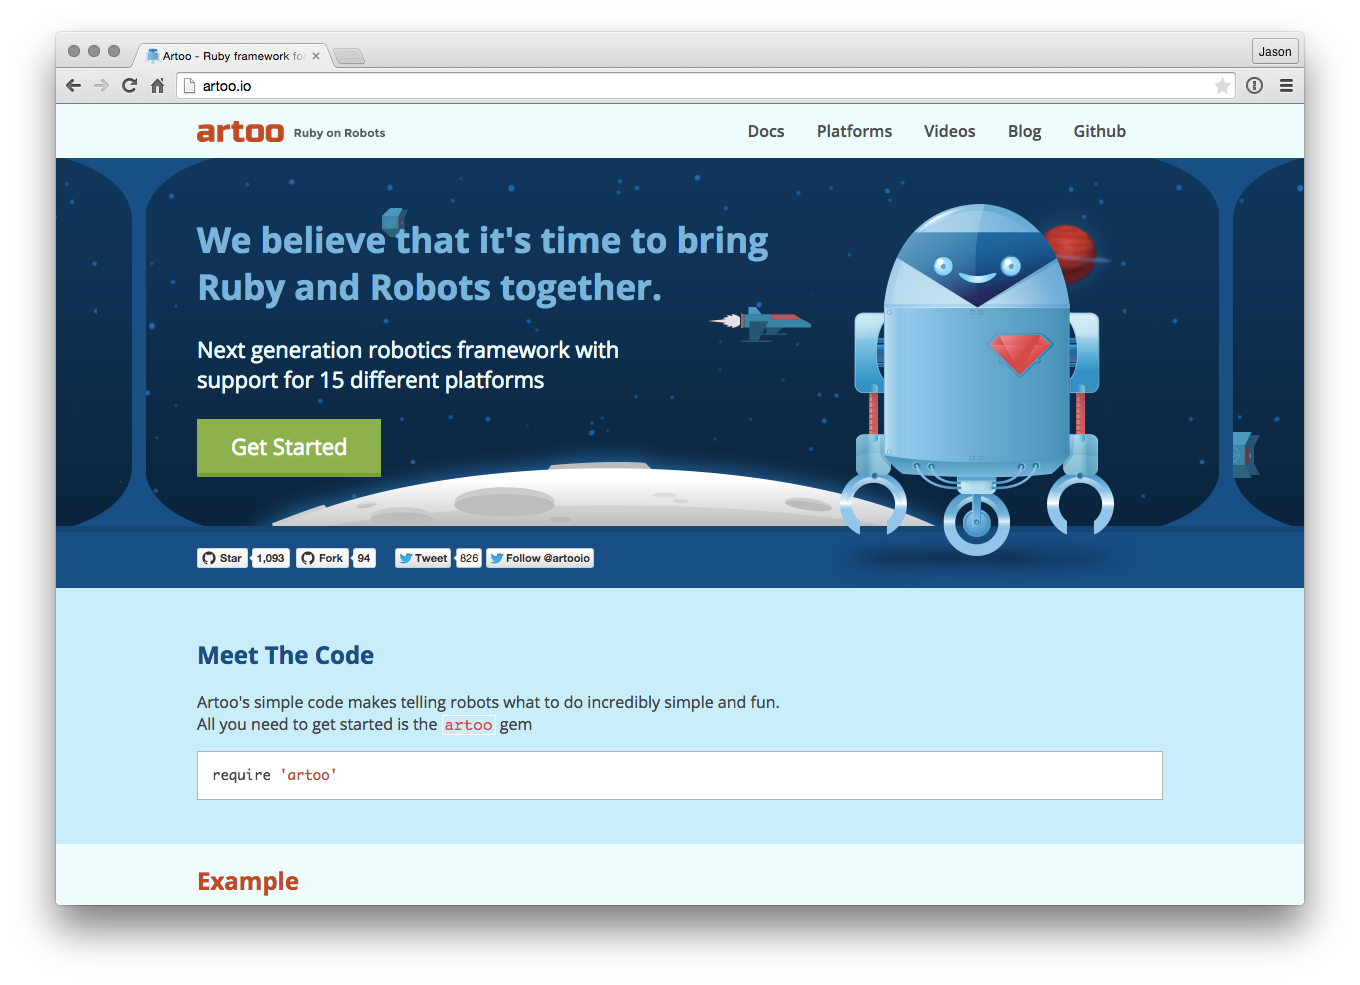 Artoo - Ruby framework fo
Jason
artoo.io
artoo Ruby on Robots
Docs Platforms Videos Blog Github
We believe that it's time to bring
Ruby and Robots together.
Next generation robotics framework with
support for 15 different platforms
Get Started
Star 1,093 Fork 94 Tweet 826 Follow @artooio
Meet The Code
Artoo's simple code makes telling robots what to do incredibly simple and fun.
All you need to get started is the artoo gem
require 'artoo'
Example